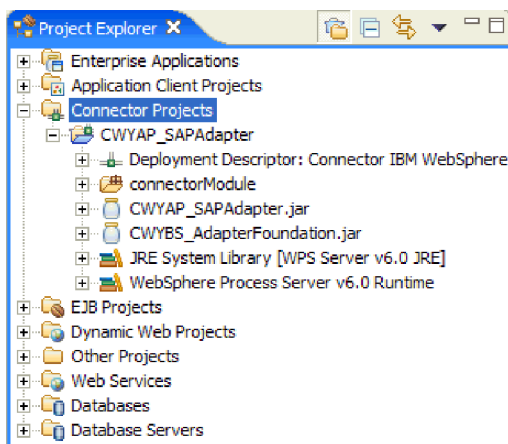 Project Explorer
Enterprise Applications
Application Client Projects
Connector Projects
CWYAP_SAPAdapter
Deployment Descriptor: Connector IBM WebSphere
connectorModule
CWYAP_SAPAdapter.jar
CWYBS_AdapterFoundation.jar
JRE System Library [WPS Server v6.0 JRE]
WebSphere Process Server v6.0 Runtime
EJB Projects
Dynamic Web Projects
Other Projects
Web Services
Databases
Database Servers